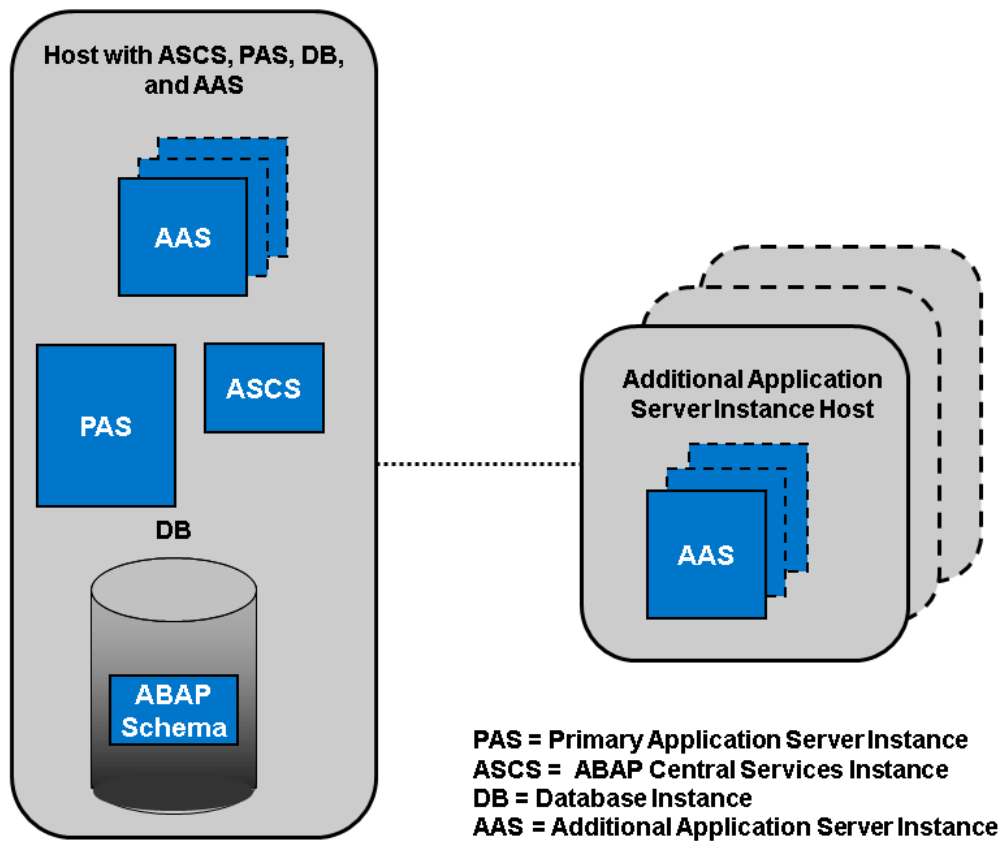 Host with ASCS, PAS, DB,
and AAS
AAS
PAS
ASCS
DB
ABAP
Schema
Additional Application
Server Instance Host
AAS
PAS = Primary Application Server Instance
ASCS = ABAP Central Services Instance
DB = Database Instance
AAS = Additional Application Server Instance